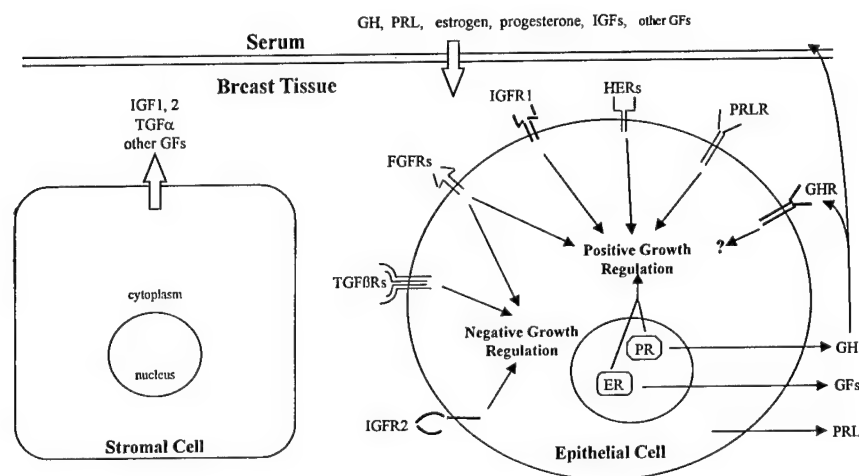 GH, PRL, estrogen, progesterone, IGFs, other GFs
Serum
Breast Tissue
IGF1, 2
TGFα
other GFs
IGFR1
HERs
PRLR
FGFRs
GHR
Positive Growth
Regulation
?
TGFßRs
cytoplasm
Negative Growth
Regulation
PR
GH
nucleus
ER
GFs
IGFR2
PRL
Stromal Cell
Epithelial Cell